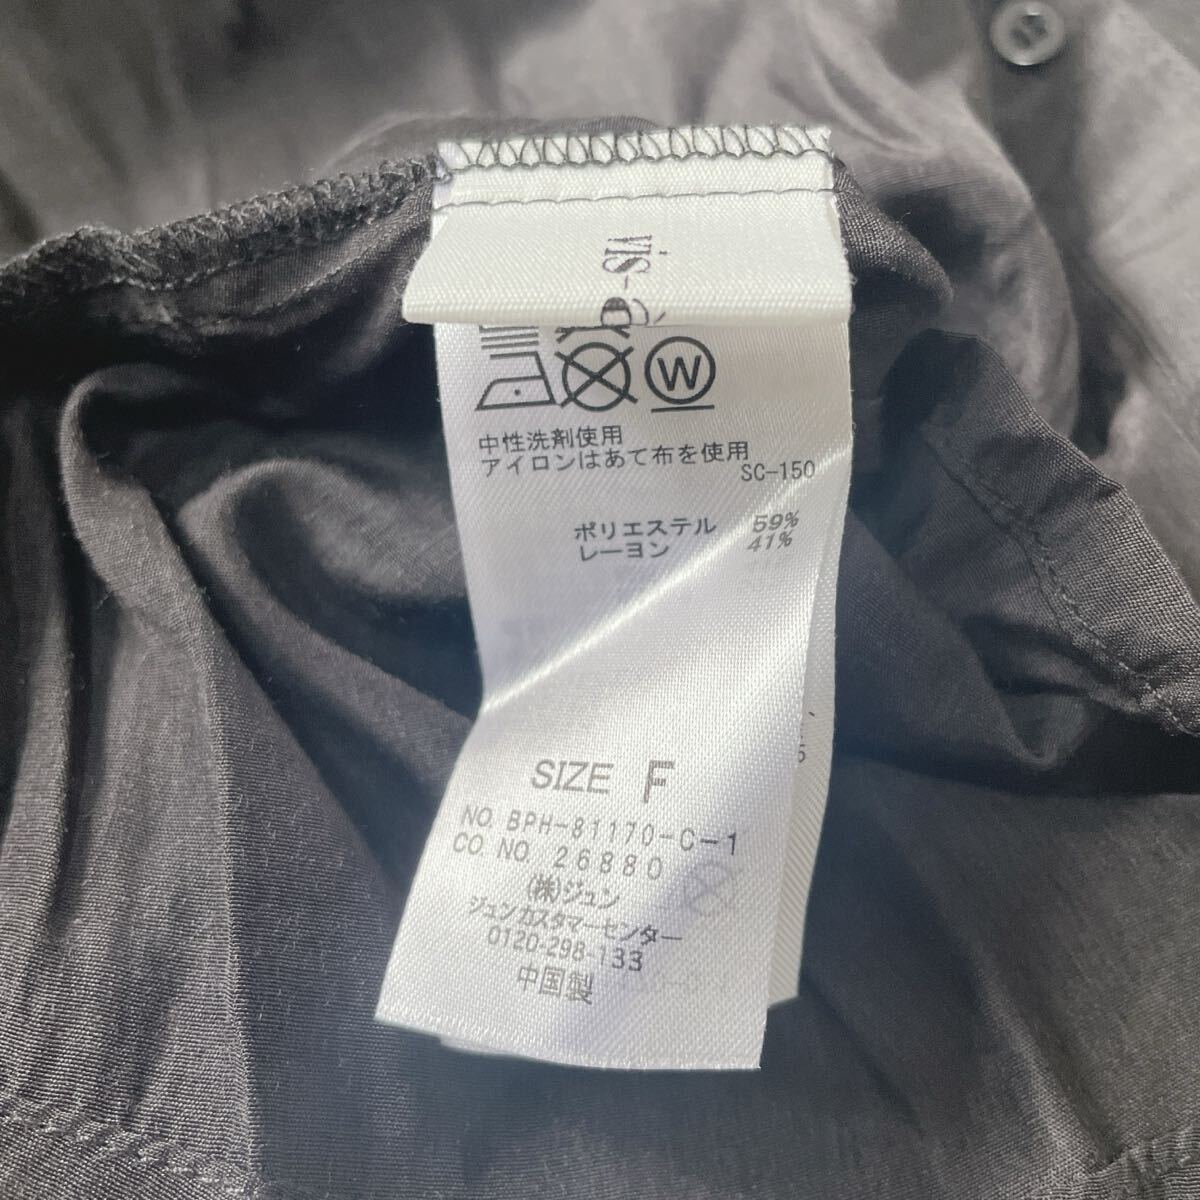 VIS-
W
中性洗剤使用
アイロンはあて布を使用
SC-150
ポリエステル 59%
レーヨン 41%
SIZE F
NO. BPH-81170-C-1
CO. NO. 26880
(株)ジュン
ジュンカスタマーセンター
0120-298-133
中国製
5